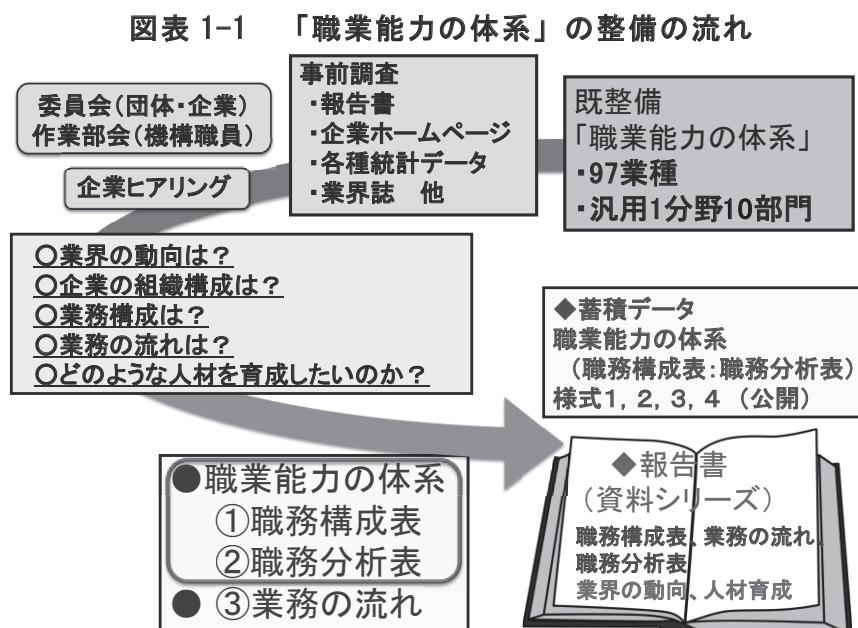 図表 1-1 「職業能力の体系」の整備の流れ
委員会(団体・企業)
作業部会(機構職員)
企業ヒアリング
事前調査
・報告書
・企業ホームページ
・各種統計データ
・業界誌 他
既整備
「職業能力の体系」
・97業種
・汎用1分野10部門
○業界の動向は?
○企業の組織構成は?
○業務構成は?
○業務の流れは?
○どのような人材を育成したいのか?
◆蓄積データ
職業能力の体系
(職務構成表:職務分析表)
様式1, 2, 3, 4 (公開)
●職業能力の体系
①職務構成表
②職務分析表
● ③業務の流れ
◆報告書
(資料シリーズ)
職務構成表、業務の流れ、
職務分析表
業界の動向、人材育成